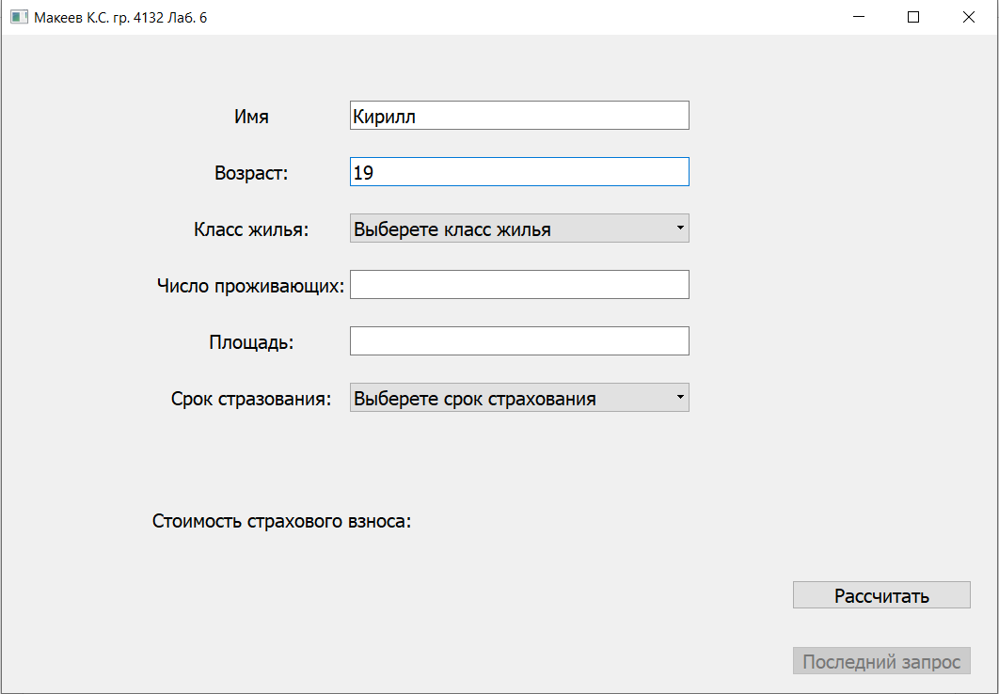 Макеев К.С. гр. 4132 Лаб. 6
Имя Кирилл
Возраст: 19
Класс жилья: Выберете класс жилья
Число проживающих:
Площадь:
Срок стразования: Выберете срок страхования
Стоимость страхового взноса:
Рассчитать
Последний запрос